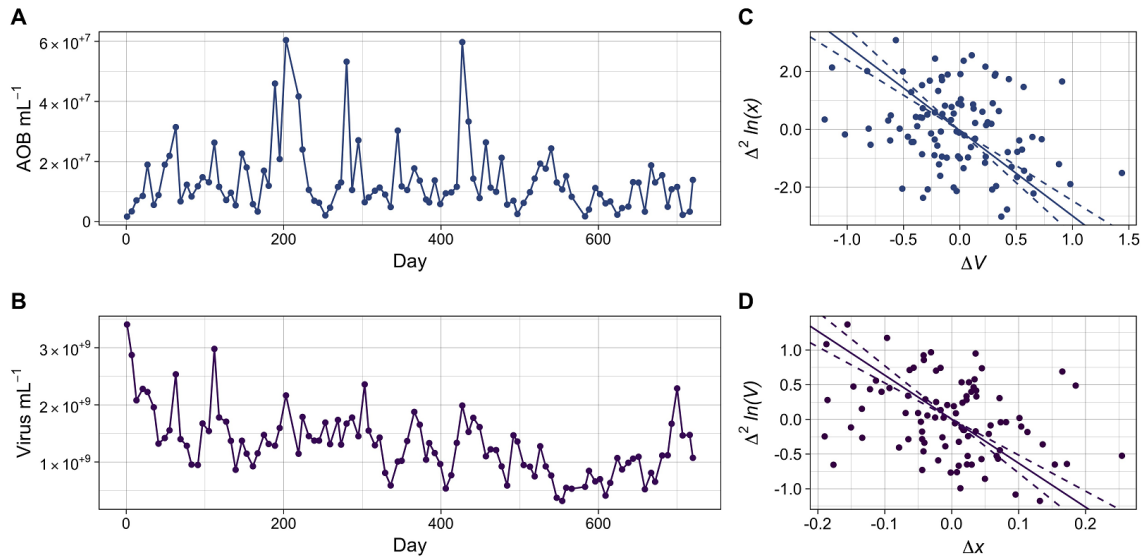 A
6 × 10⁺⁷
4 × 10⁺⁷
2 × 10⁺⁷
0
AOB mL⁻¹
0 200 400 600
Day
B
3 × 10⁺⁹
2 × 10⁺⁹
1 × 10⁺⁹
Virus mL⁻¹
0 200 400 600
Day
C
2.0
0.0
-2.0
Δ² ln(x)
-1.0 -0.5 0.0 0.5 1.0 1.5
ΔV
D
1.0
0.5
0.0
-0.5
-1.0
Δ² ln(V)
-0.2 -0.1 0.0 0.1 0.2
Δx